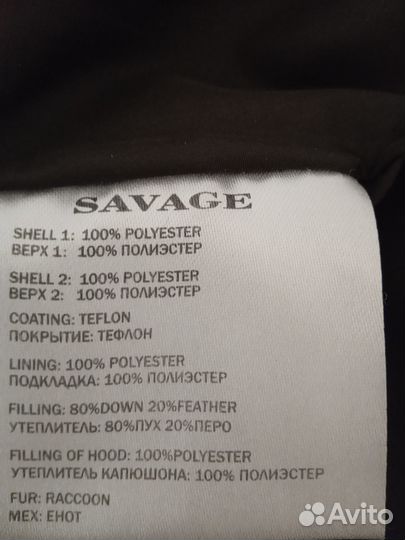 SAVAGE
SHELL 1: 100% POLYESTER
ВЕРХ 1: 100% ПОЛИЭСТЕР
SHELL 2: 100% POLYESTER
ВЕРХ 2: 100% ПОЛИЭСТЕР
COATING: TEFLON
ПОКРЫТИЕ: ТЕФЛОН
LINING: 100% POLYESTER
ПОДКЛАДКА: 100% ПОЛИЭСТЕР
FILLING: 80%DOWN 20%FEATHER
УТЕПЛИТЕЛЬ: 80%ПУХ 20%ПЕРО
FILLING OF HOOD: 100%POLYESTER
УТЕПЛИТЕЛЬ КАПЮШОНА: 100% ПОЛИЭСТЕР
FUR: RACCOON
МЕХ: ЕНОТ
Avito